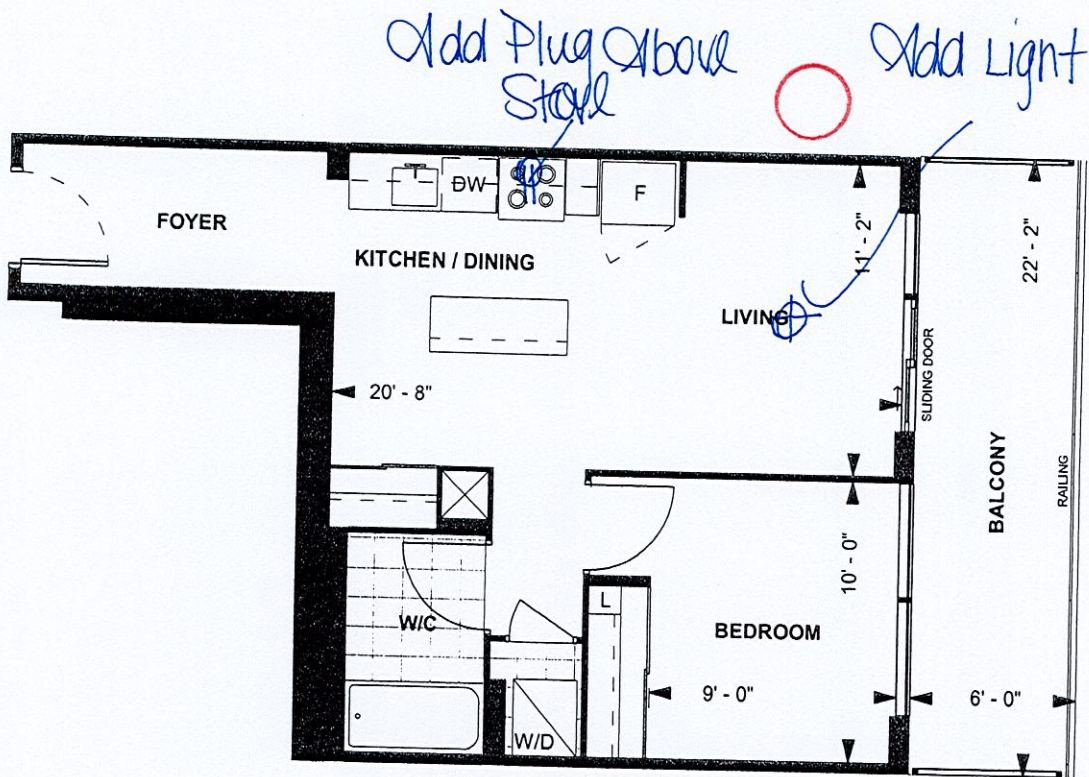 Add Plug Above
Stove
Add Light
FOYER
DW
F
KITCHEN / DINING
11' - 2"
22' - 2"
LIVING
SLIDING DOOR
20' - 8"
BALCONY
RAILING
10' - 0"
L
W/C
BEDROOM
9' - 0"
6' - 0"
W/D